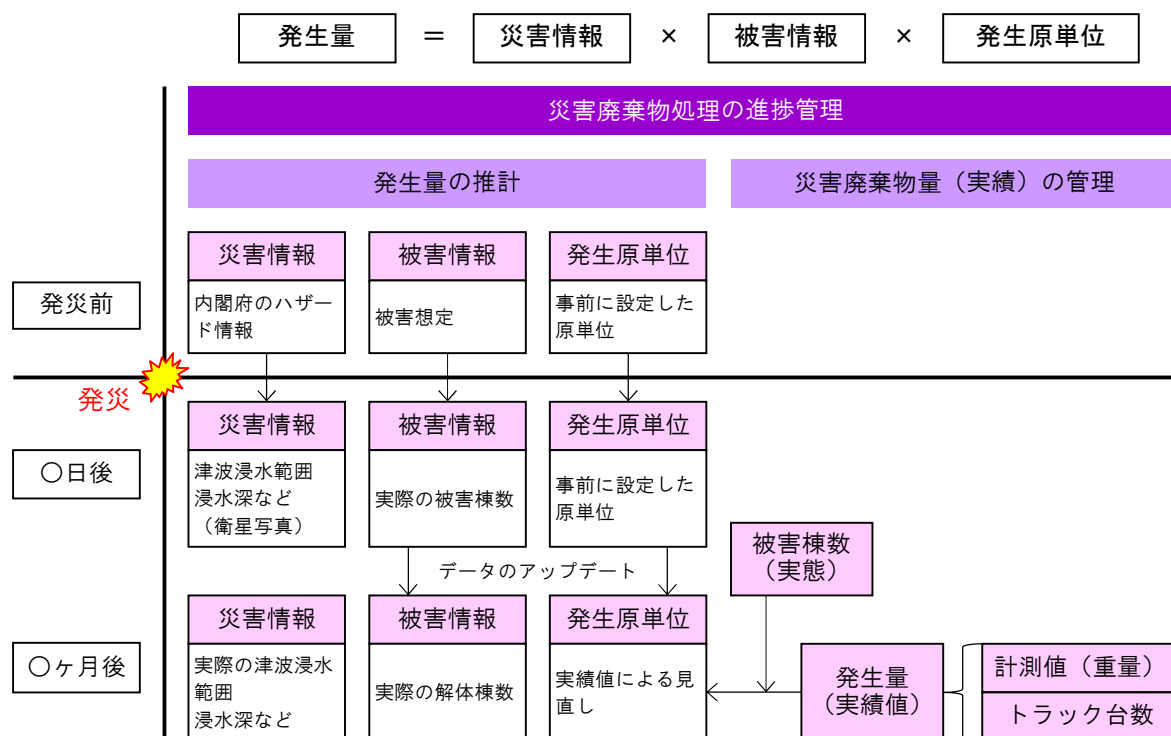 発生量 = 災害情報 × 被害情報 × 発生原単位
災害廃棄物処理の進捗管理
発生量の推計
災害廃棄物量（実績）の管理
発災前
災害情報
内閣府のハザー
ド情報
被害情報
被害想定
発生原単位
事前に設定した
原単位
発災
〇日後
災害情報
津波浸水範囲
浸水深など
（衛星写真）
被害情報
実際の被害棟数
発生原単位
事前に設定した
原単位
データのアップデート
被害棟数
（実態）
〇ヶ月後
災害情報
実際の津波浸水
範囲
浸水深など
被害情報
実際の解体棟数
発生原単位
実績値による見
直し
発生量
（実績値）
計測値（重量）
トラック台数